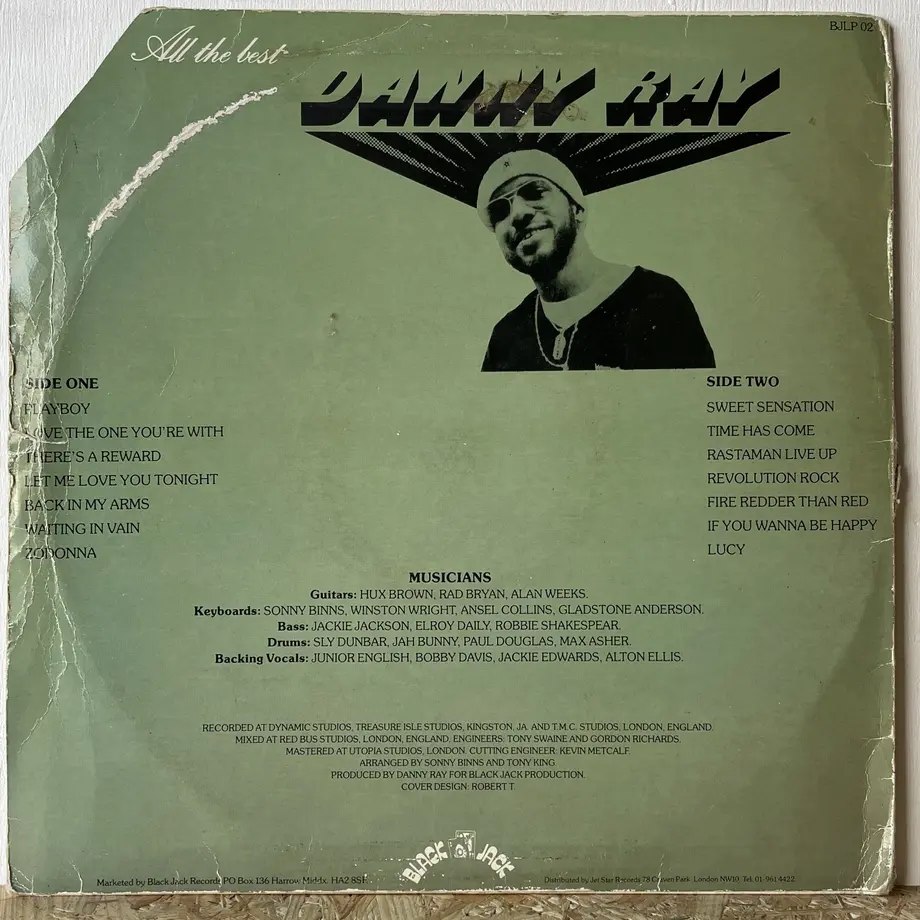 BJLP 02
All the best
DANNY RAY
SIDE ONE
PLAYBOY
LOVE THE ONE YOU'RE WITH
THERE'S A REWARD
LET ME LOVE YOU TONIGHT
BACK IN MY ARMS
WAITING IN VAIN
ZODONNA
SIDE TWO
SWEET SENSATION
TIME HAS COME
RASTAMAN LIVE UP
REVOLUTION ROCK
FIRE REDDER THAN RED
IF YOU WANNA BE HAPPY
LUCY
MUSICIANS
Guitars: HUX BROWN, RAD BRYAN, ALAN WEEKS.
Keyboards: SONNY BINNS, WINSTON WRIGHT, ANSEL COLLINS, GLADSTONE ANDERSON.
Bass: JACKIE JACKSON, ELROY DAILY, ROBBIE SHAKESPEAR.
Drums: SLY DUNBAR, JAH BUNNY, PAUL DOUGLAS, MAX ASHER.
Backing Vocals: JUNIOR ENGLISH, BOBBY DAVIS, JACKIE EDWARDS, ALTON ELLIS.
RECORDED AT DYNAMIC STUDIOS, TREASURE ISLE STUDIOS, KINGSTON, JA. AND T.M.C. STUDIOS, LONDON, ENGLAND.
MIXED AT RED BUS STUDIOS, LONDON, ENGLAND. ENGINEERS: TONY SWAINE AND GORDON RICHARDS.
MASTERED AT UTOPIA STUDIOS, LONDON. CUTTING ENGINEER: KEVIN METCALF.
ARRANGED BY SONNY BINNS AND TONY KING.
PRODUCED BY DANNY RAY FOR BLACK JACK PRODUCTION.
COVER DESIGN: ROBERT T.
BLACK JACK
Marketed by Black Jack Records PO Box 136 Harrow Middx. HA2 8SF.
Distributed by Jet Star Records 78 Craven Park London NW10. Tel: 01-961 4422